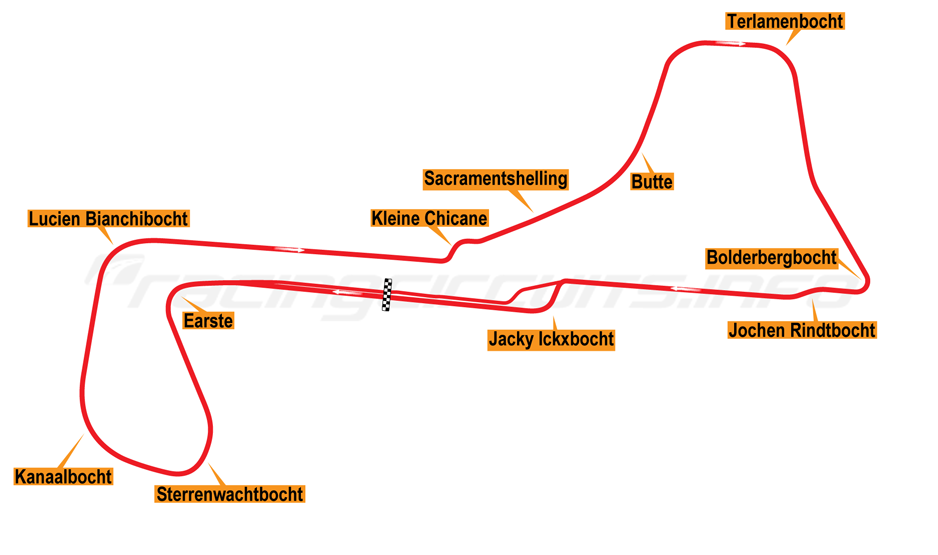 Terlamenbocht
Sacramentshelling
Butte
Lucien Bianchibocht
Kleine Chicane
Bolderbergbocht
racingcircuits.info
Earste
Jochen Rindtbocht
Jacky Ickxbocht
Kanaalbocht
Sterrenwachtbocht